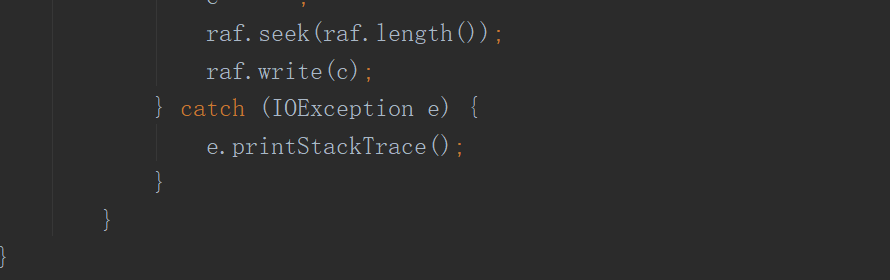 raf.seek(raf.length());
raf.write(c);
} catch (IOException e) {
e.printStackTrace();
}
}
}